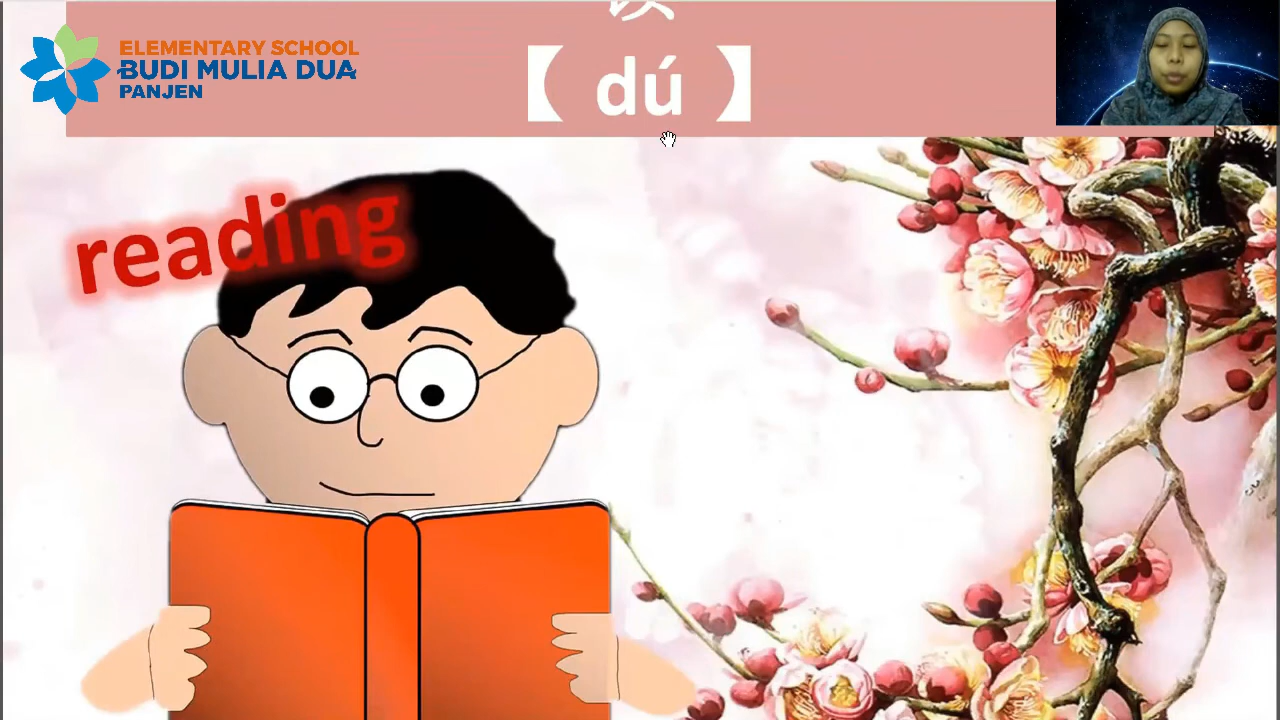 ELEMENTARY SCHOOL
BUDI MULIA DUA
PANJEN
【 dú 】
reading